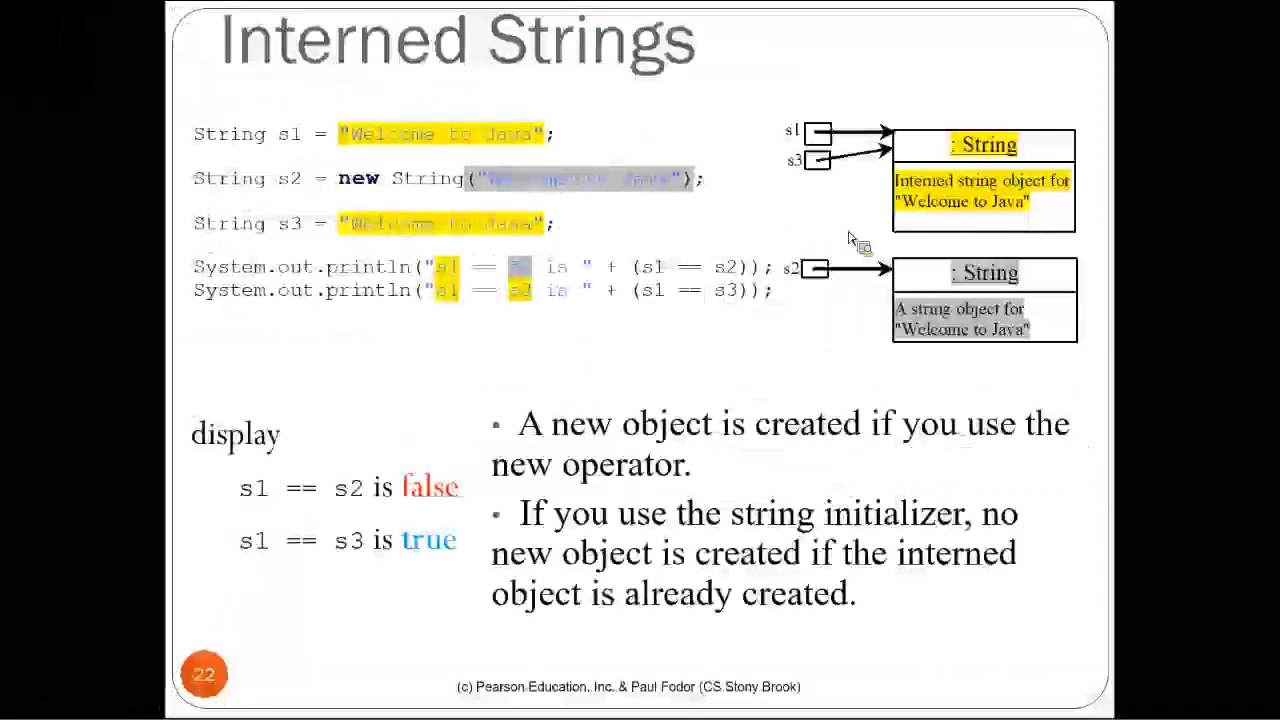 Interned Strings
String s1 = "Welcome to Java";
String s2 = new String("Welcome to Java");
String s3 = "Welcome to Java";
System.out.println("s1 == s2 is " + (s1 == s2));
System.out.println("s1 == s3 is " + (s1 == s3));
s1
s3
: String
Interned string object for
"Welcome to Java"
s2
: String
A string object for
"Welcome to Java"
display
s1 == s2 is false
s1 == s3 is true
• A new object is created if you use the
new operator.
• If you use the string initializer, no
new object is created if the interned
object is already created.
22
(c) Pearson Education, Inc. & Paul Fodor (CS Stony Brook)